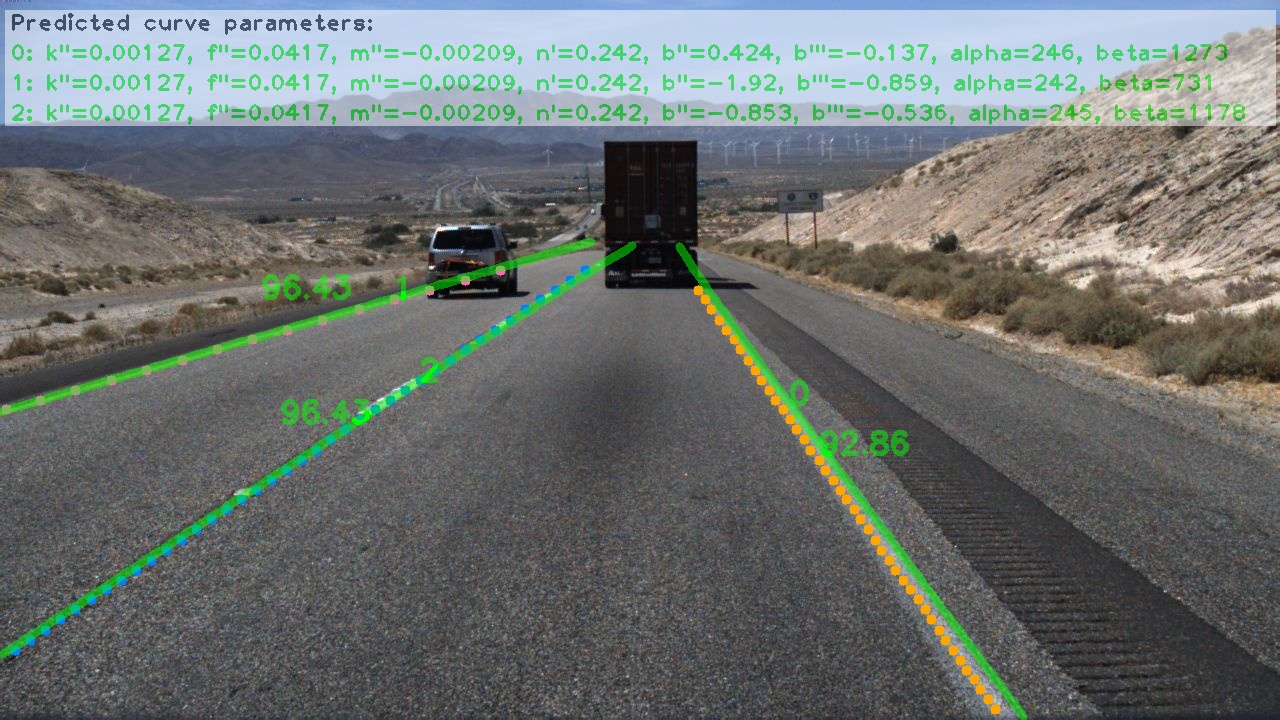 Predicted curve parameters:
0: k''=0.00127, f''=0.0417, m''=-0.00209, n'=0.242, b''=0.424, b'''=-0.137, alpha=246, beta=1273
1: k''=0.00127, f''=0.0417, m''=-0.00209, n'=0.242, b''=-1.92, b'''=-0.859, alpha=242, beta=731
2: k''=0.00127, f''=0.0417, m''=-0.00209, n'=0.242, b''=-0.853, b'''=-0.536, alpha=245, beta=1178
96.43 1
2
0
96.43
92.86